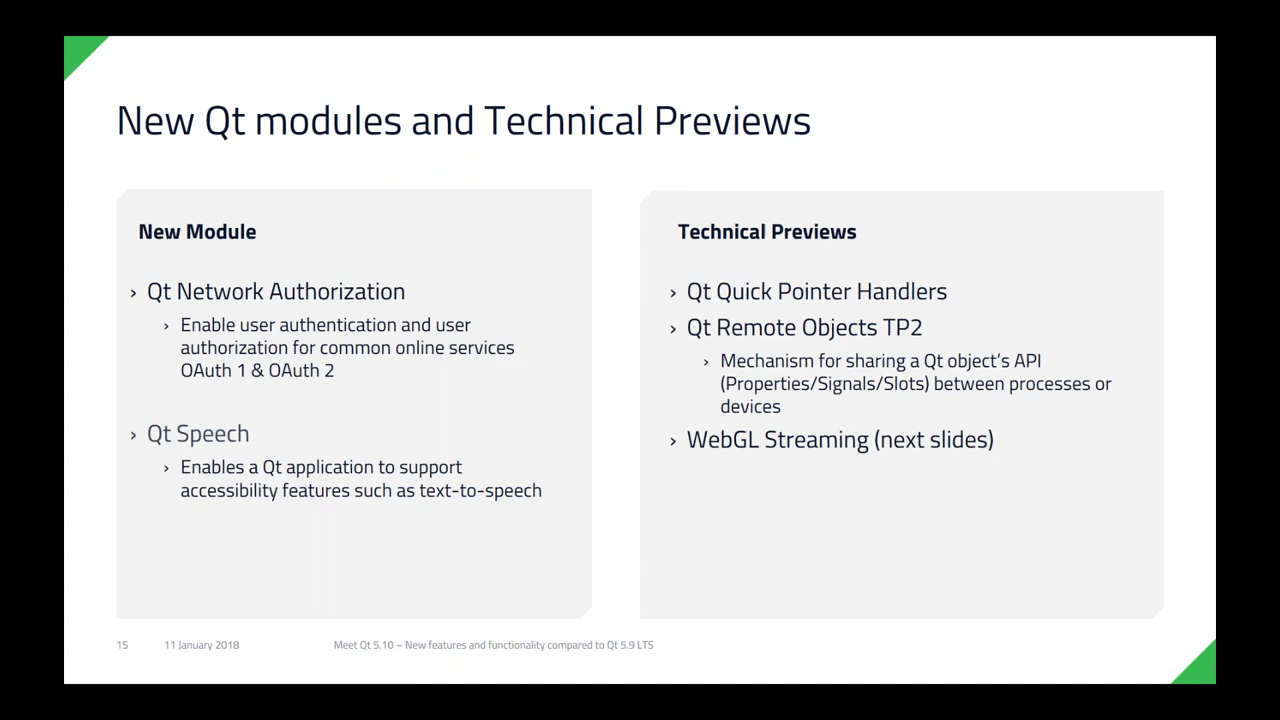 New Qt modules and Technical Previews
New Module
› Qt Network Authorization
› Enable user authentication and user
authorization for common online services
OAuth 1 & OAuth 2
› Qt Speech
› Enables a Qt application to support
accessibility features such as text-to-speech
Technical Previews
› Qt Quick Pointer Handlers
› Qt Remote Objects TP2
› Mechanism for sharing a Qt object’s API
(Properties/Signals/Slots) between processes or
devices
› WebGL Streaming (next slides)
15 11 January 2018 Meet Qt 5.10 – New features and functionality compared to Qt 5.9 LTS